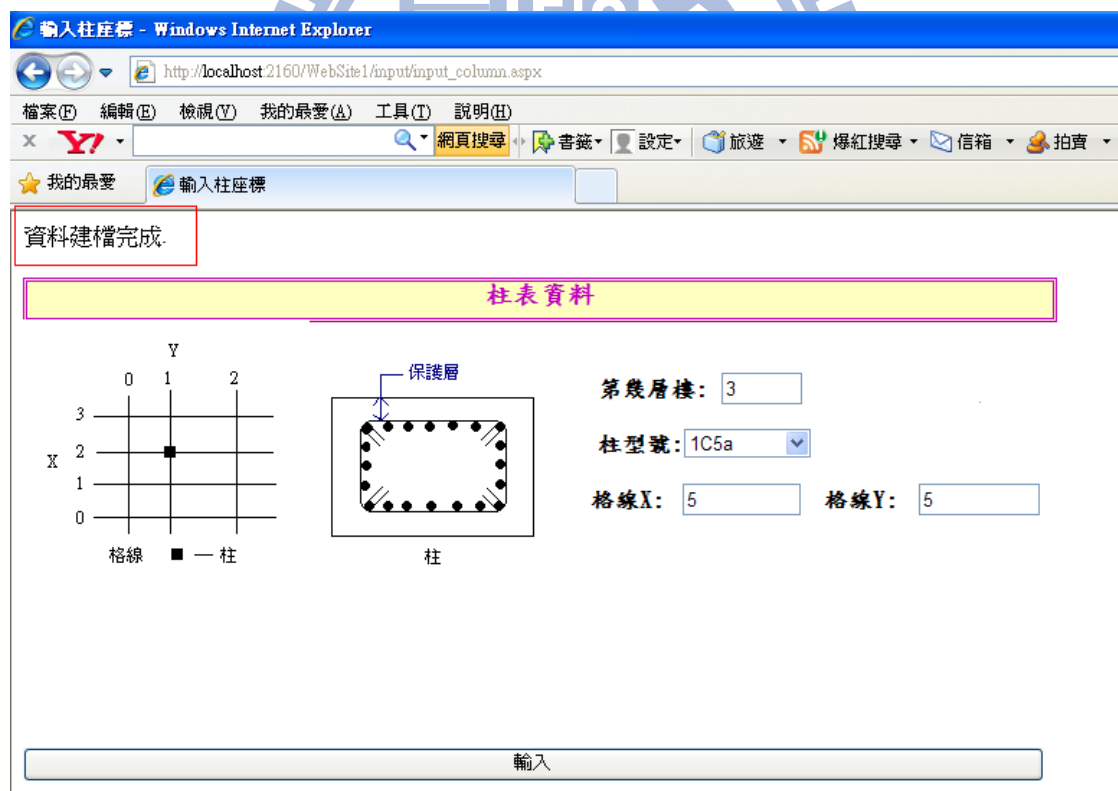 輸入柱座標 - Windows Internet Explorer
http://localhost:2160/WebSite1/input/input_column.aspx
檔案(F) 編輯(E) 檢視(V) 我的最愛(A) 工具(T) 說明(H)
x Y! 網頁搜尋 書籤 設定 旅遊 爆紅搜尋 信箱 拍賣
我的最愛 輸入柱座標
資料建檔完成.
柱表資料
Y
0 1 2
3
X 2
1
0
格線 ■ — 柱
保護層
柱
第幾層樓: 3
柱型號: 1C5a
格線X: 5 格線Y: 5
輸入